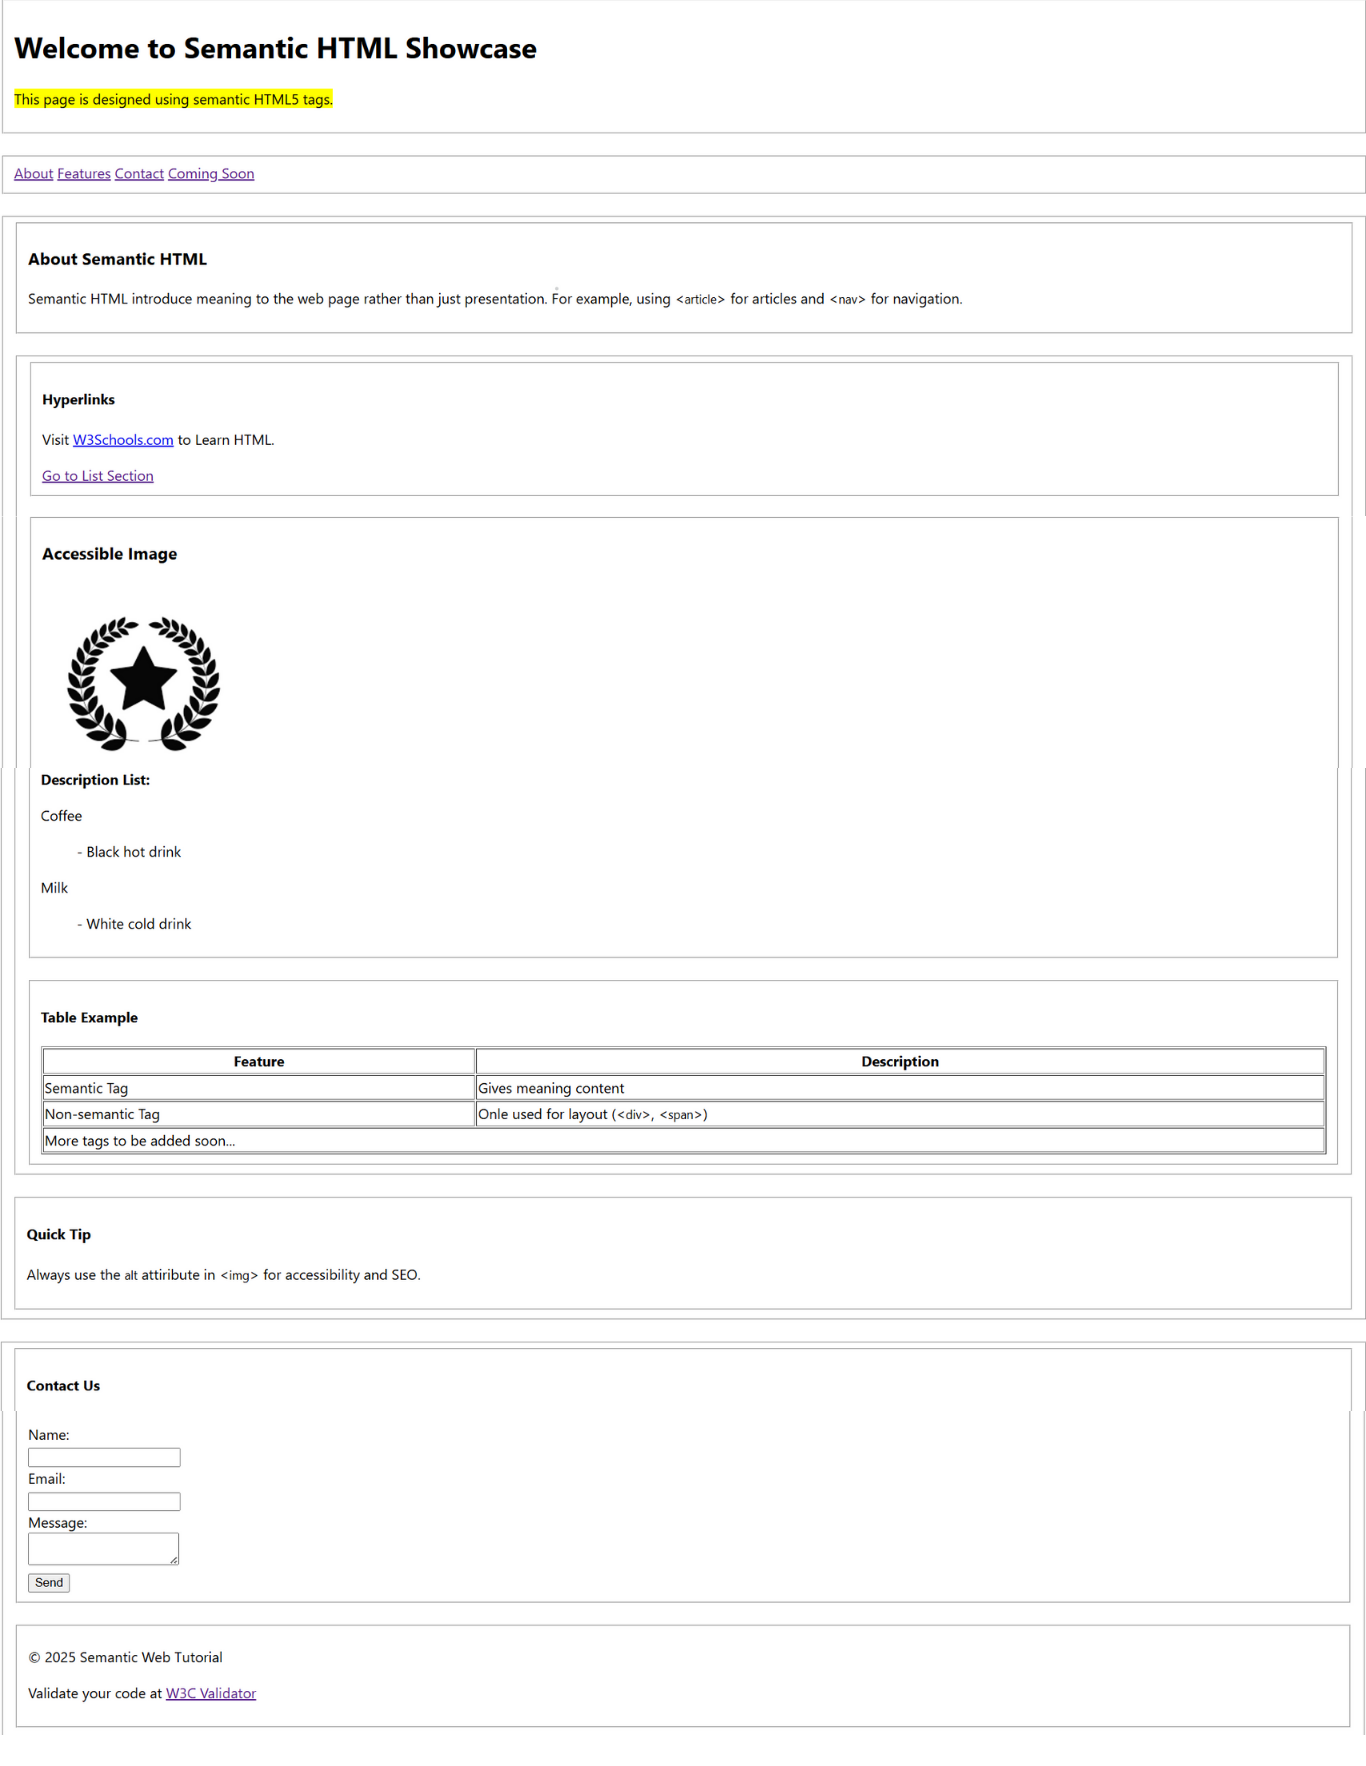 Welcome to Semantic HTML Showcase
This page is designed using semantic HTML5 tags.
About Features Contact Coming Soon
About Semantic HTML
Semantic HTML introduce meaning to the web page rather than just presentation. For example, using <article> for articles and <nav> for navigation.
Hyperlinks
Visit W3Schools.com to Learn HTML.
Go to List Section
Accessible Image
Description List:
Coffee
- Black hot drink
Milk
- White cold drink
Table Example
Feature Description
Semantic Tag Gives meaning content
Non-semantic Tag Onle used for layout (<div>, <span>)
More tags to be added soon...
Quick Tip
Always use the alt attiribute in <img> for accessibility and SEO.
Contact Us
Name:
Email:
Message:
Send
© 2025 Semantic Web Tutorial
Validate your code at W3C Validator